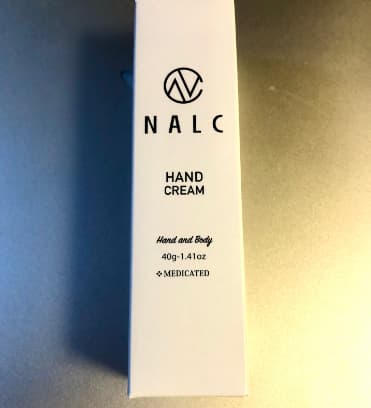 NALC
HAND
CREAM
Hand and Body
40g-1.41oz
❖MEDICATED